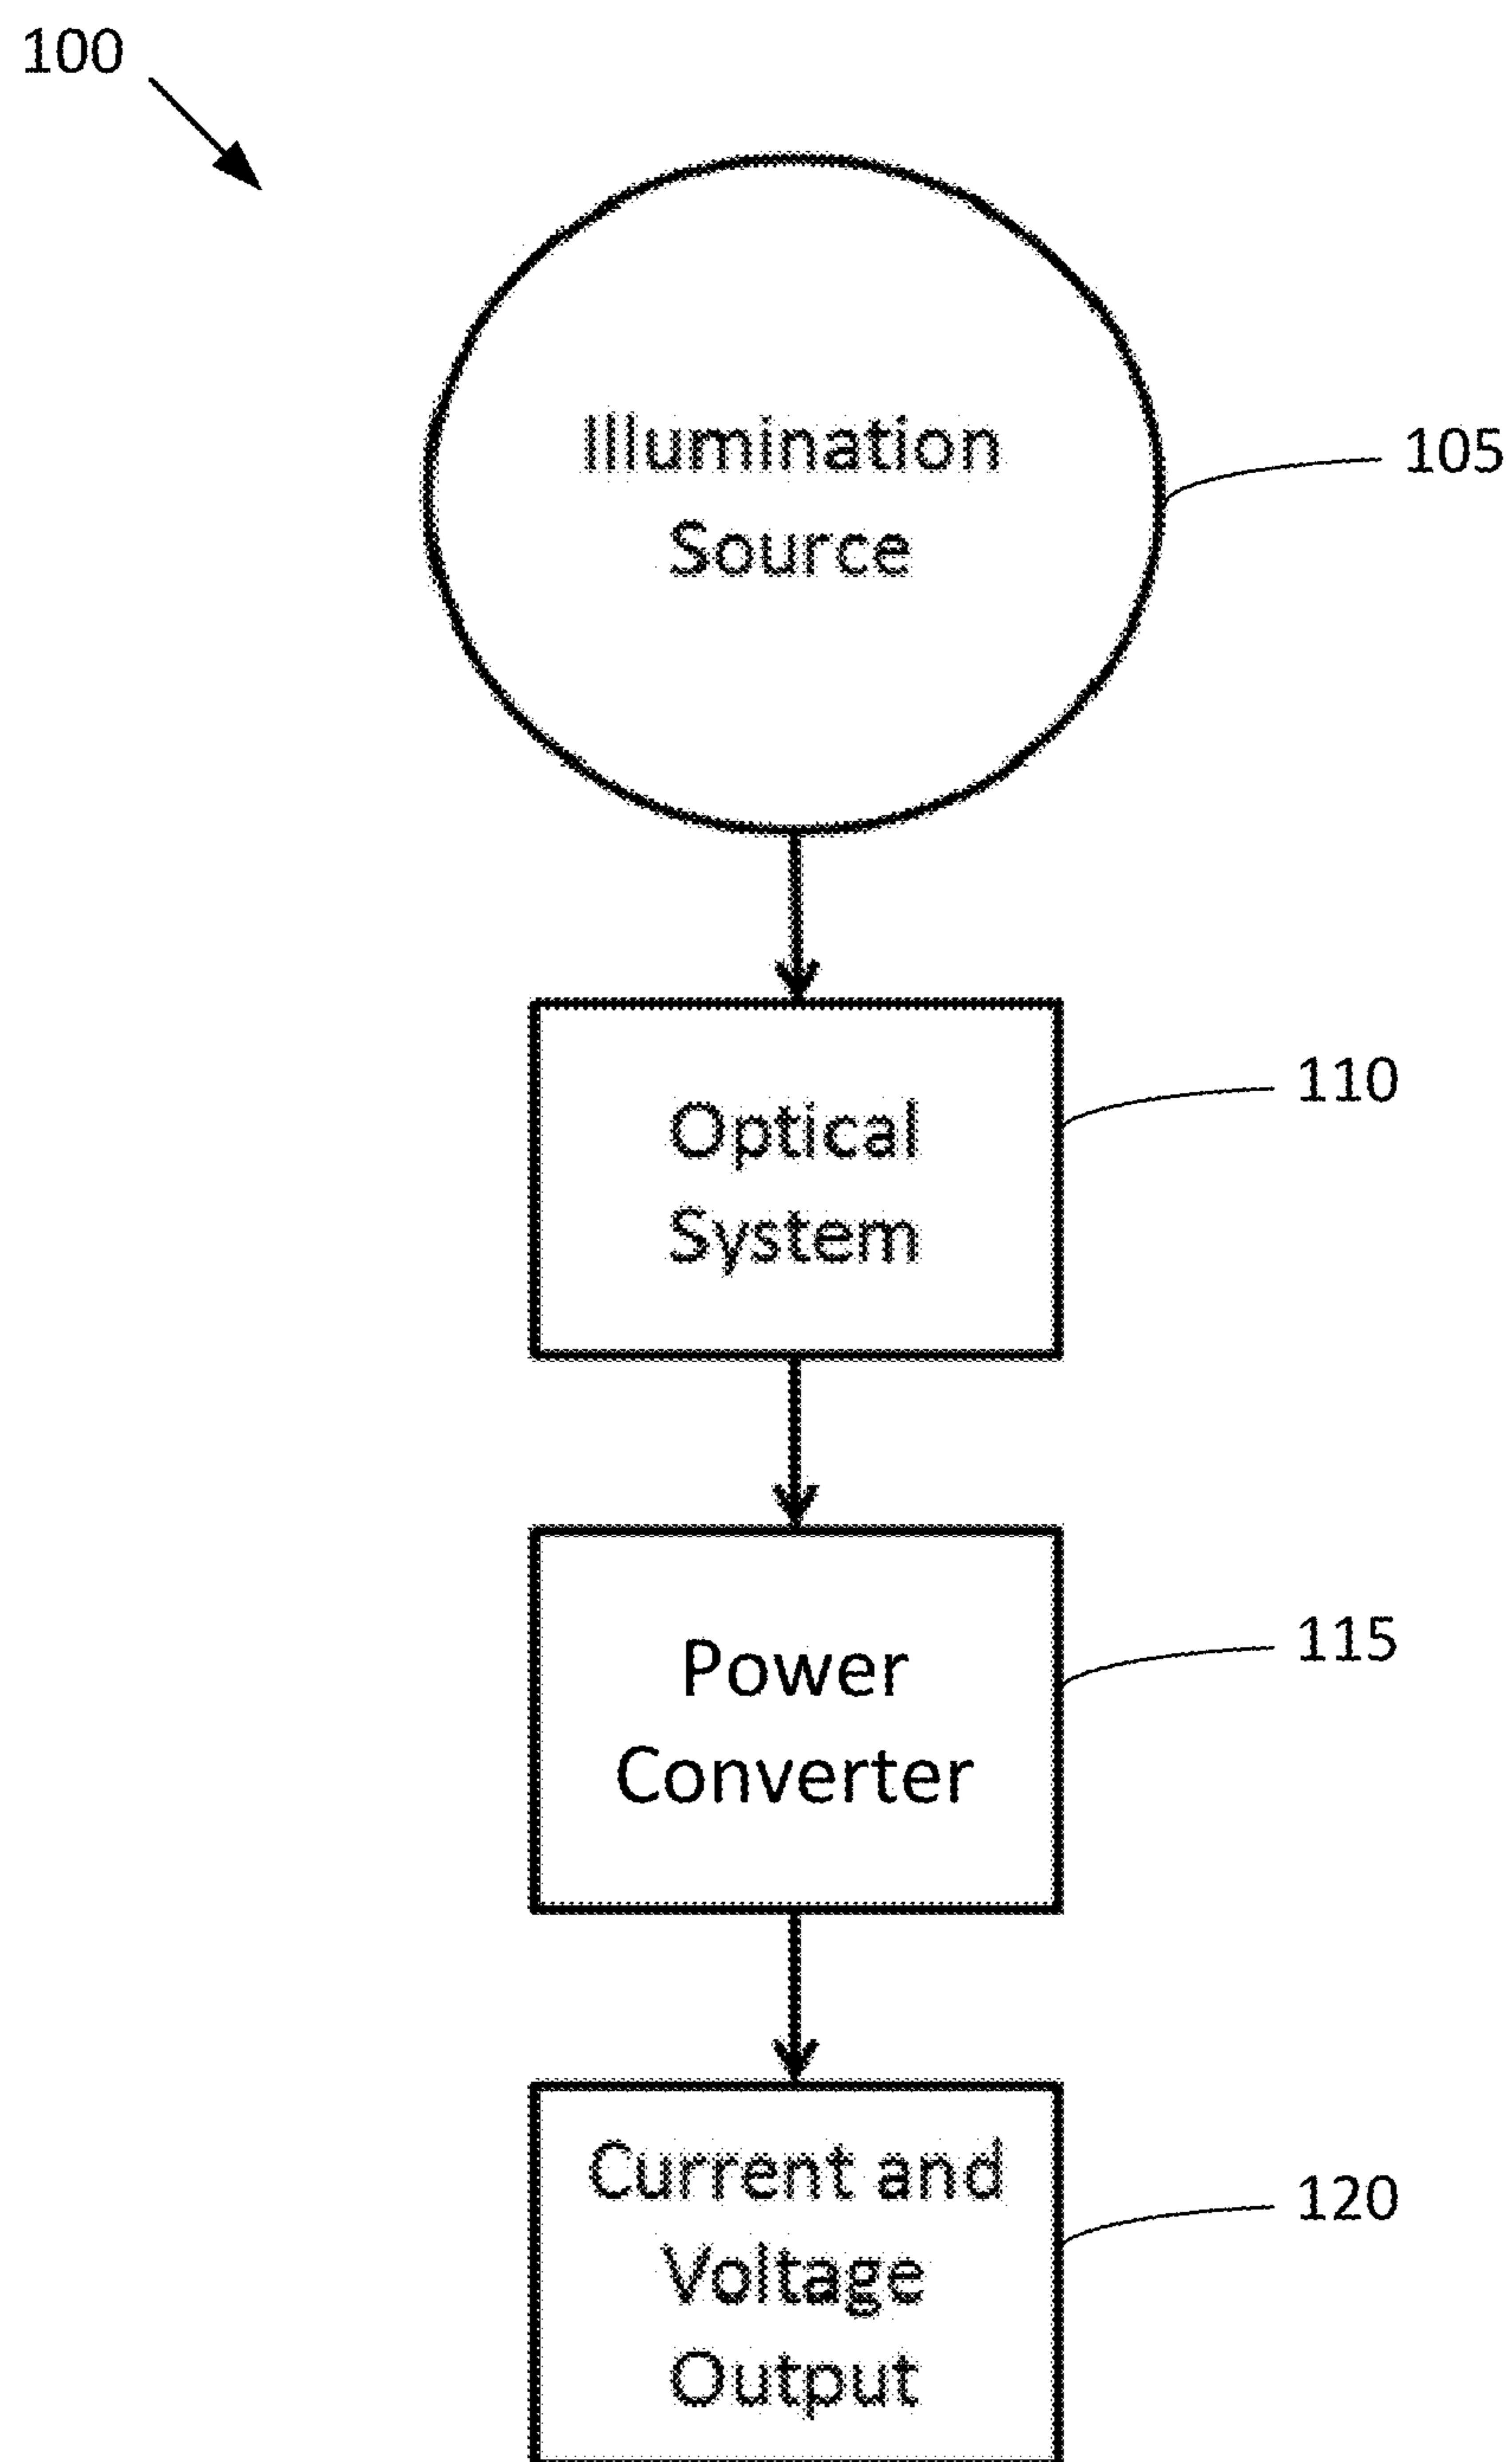 100
Illumination
Source
105
Optical
System
110
Power
Converter
115
Current and
Voltage
Output
120